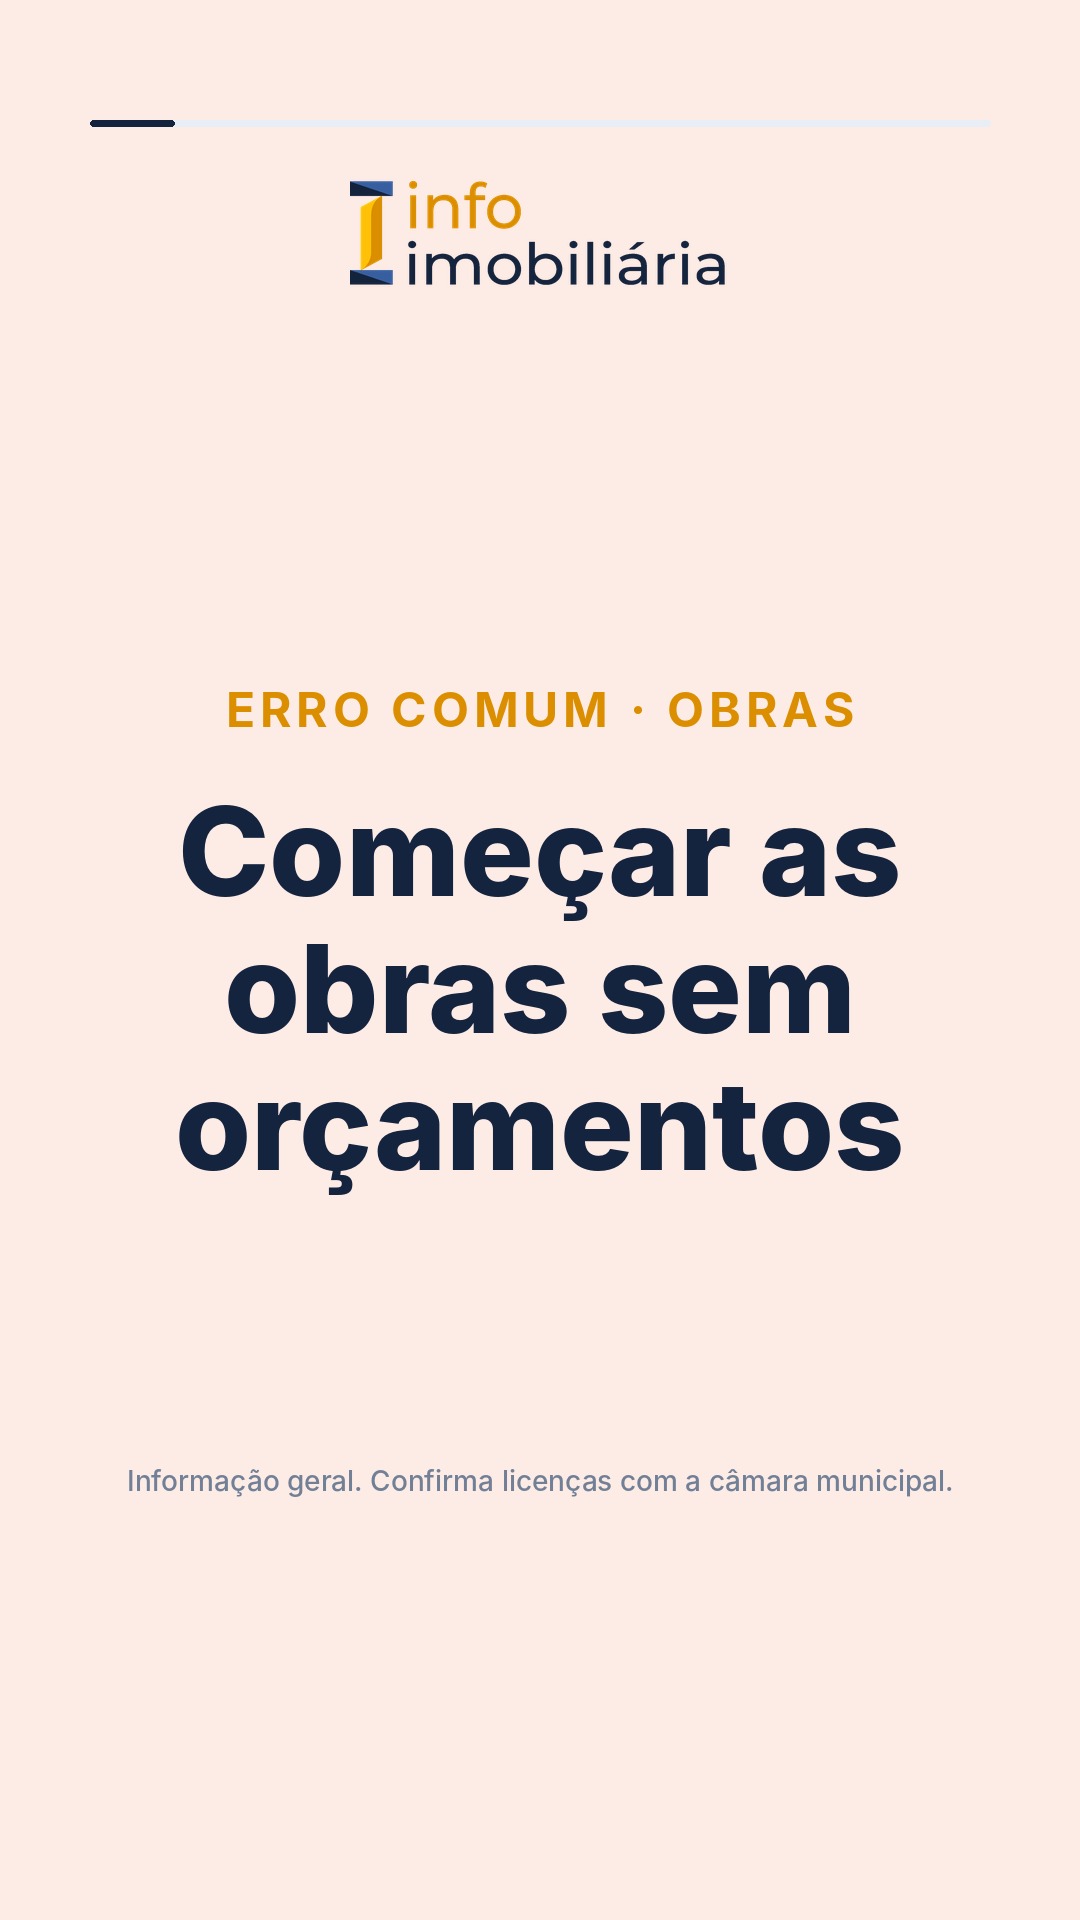 info
imobiliária
ERRO COMUM · OBRAS
Começar as
obras sem
orçamentos
Informação geral. Confirma licenças com a câmara municipal.